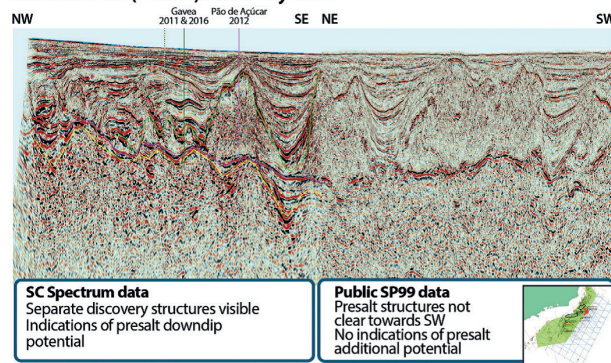 NW
Gavea
2011 & 2016
Pão de Açúcar
2012
SE
NE
SW
SC Spectrum data
Separate discovery structures visible
Indications of presalt downdip
potential
Public SP99 data
Presalt structures not
clear towards SW
No indications of presalt
additional potential